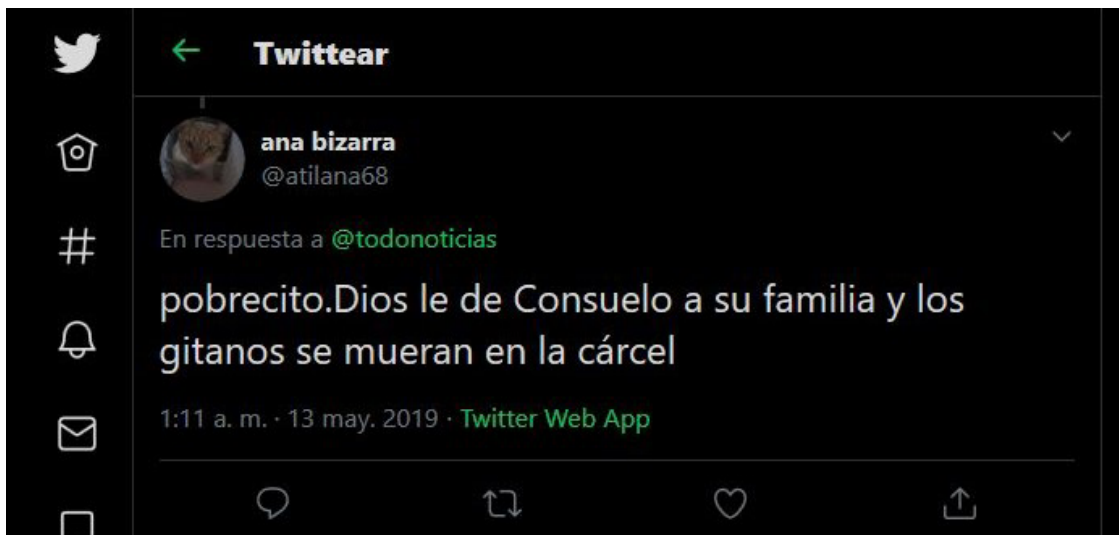 Twittear
ana bizarra
@atilana68
En respuesta a @todonoticias
pobrecito.Dios le de Consuelo a su familia y los
gitanos se mueran en la cárcel
1:11 a. m. · 13 may. 2019 · Twitter Web App